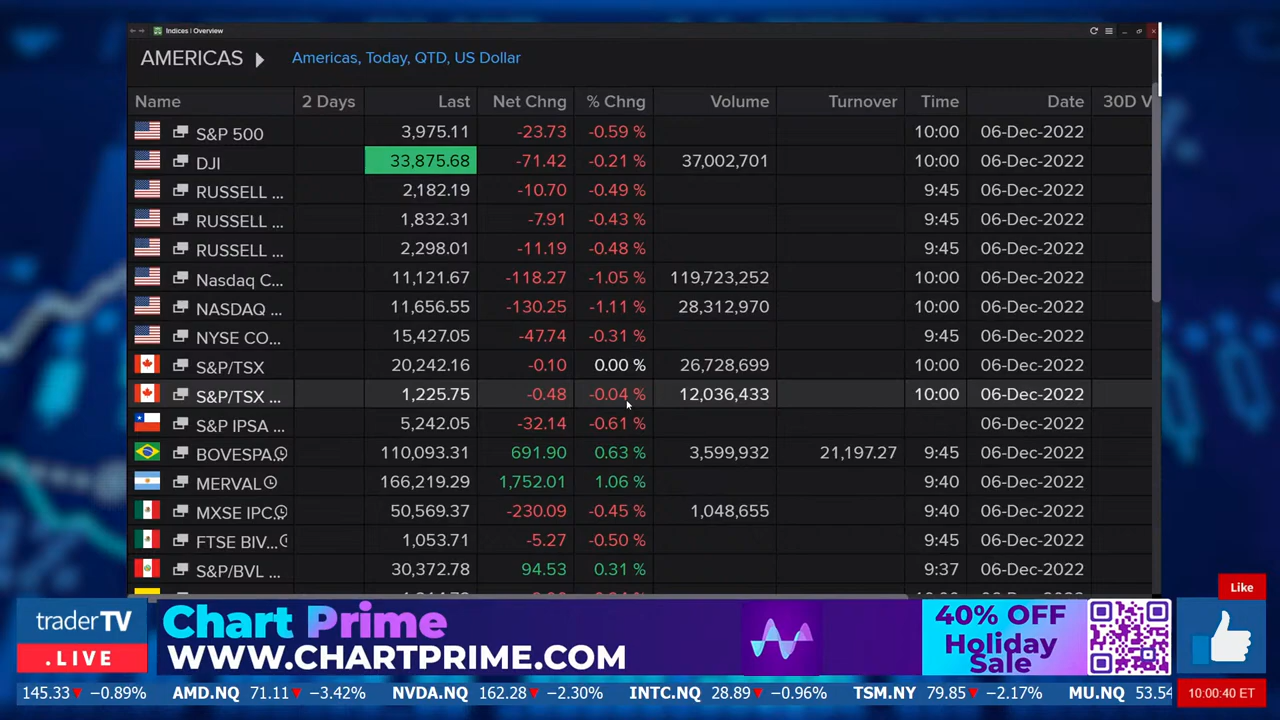 Indices | Overview
AMERICAS
Americas, Today, QTD, US Dollar
Name 2 Days Last Net Chng % Chng Volume Turnover Time Date 30D V
S&P 500 3,975.11 -23.73 -0.59 % 10:00 06-Dec-2022
DJI 33,875.68 -71.42 -0.21 % 37,002,701 10:00 06-Dec-2022
RUSSELL ... 2,182.19 -10.70 -0.49 % 9:45 06-Dec-2022
RUSSELL ... 1,832.31 -7.91 -0.43 % 9:45 06-Dec-2022
RUSSELL ... 2,298.01 -11.19 -0.48 % 9:45 06-Dec-2022
Nasdaq C... 11,121.67 -118.27 -1.05 % 119,723,252 10:00 06-Dec-2022
NASDAQ ... 11,656.55 -130.25 -1.11 % 28,312,970 10:00 06-Dec-2022
NYSE CO... 15,427.05 -47.74 -0.31 % 9:45 06-Dec-2022
S&P/TSX 20,242.16 -0.10 0.00 % 26,728,699 10:00 06-Dec-2022
S&P/TSX ... 1,225.75 -0.48 -0.04 % 12,036,433 10:00 06-Dec-2022
S&P IPSA ... 5,242.05 -32.14 -0.61 % 9:45 06-Dec-2022
BOVESPA 110,093.31 691.90 0.63 % 3,599,932 21,197.27 9:45 06-Dec-2022
MERVAL 166,219.29 1,752.01 1.06 % 9:40 06-Dec-2022
MXSE IPC... 50,569.37 -230.09 -0.45 % 1,048,655 9:40 06-Dec-2022
FTSE BIV... 1,053.71 -5.27 -0.50 % 9:45 06-Dec-2022
S&P/BVL ... 30,372.78 94.53 0.31 % 9:37 06-Dec-2022
Like
traderTV
.LIVE
Chart Prime
WWW.CHARTPRIME.COM
40% OFF
Holiday
Sale
145.33 −0.89% AMD.NQ 71.11 −3.42% NVDA.NQ 162.28 −2.30% INTC.NQ 28.89 −0.96% TSM.NY 79.85 −2.17% MU.NQ 53.54
10:00:40 ET